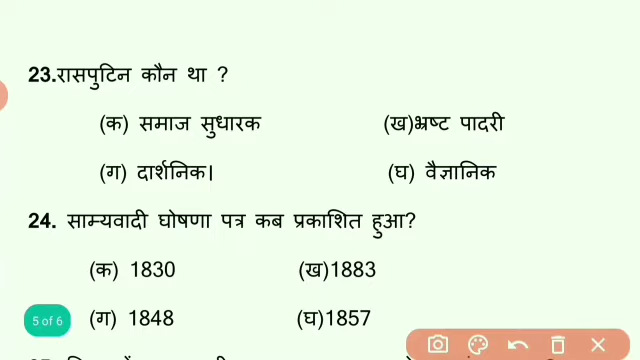 23.रासपुटिन कौन था ?
(क) समाज सुधारक (ख)भ्रष्ट पादरी
(ग) दार्शनिक। (घ) वैज्ञानिक
24. साम्यवादी घोषणा पत्र कब प्रकाशित हुआ?
(क) 1830 (ख)1883
5 of 6 (ग) 1848 (घ)1857